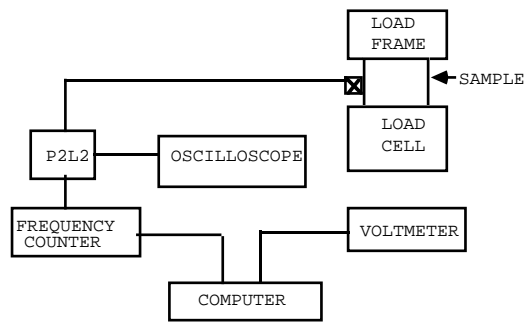 LOAD
FRAME
SAMPLE
LOAD
CELL
P2L2
OSCILLOSCOPE
FREQUENCY
COUNTER
VOLTMETER
COMPUTER